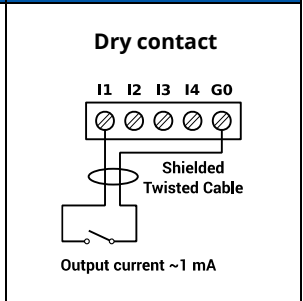 Dry contact
I1 I2 I3 I4 G0
Shielded
Twisted Cable
Output current ~1 mA